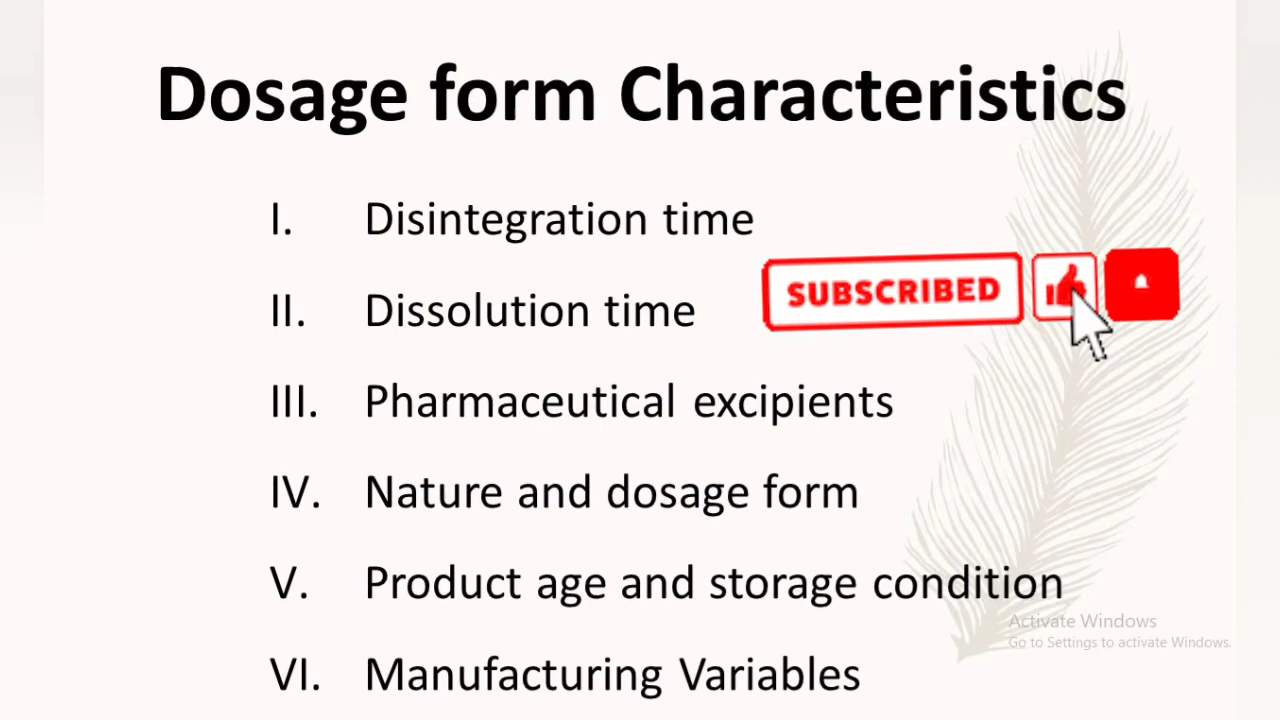 Dosage form Characteristics
I. Disintegration time
SUBSCRIBED
II. Dissolution time
III. Pharmaceutical excipients
IV. Nature and dosage form
V. Product age and storage condition
Activate Windows
Go to Settings to activate Windows.
VI. Manufacturing Variables